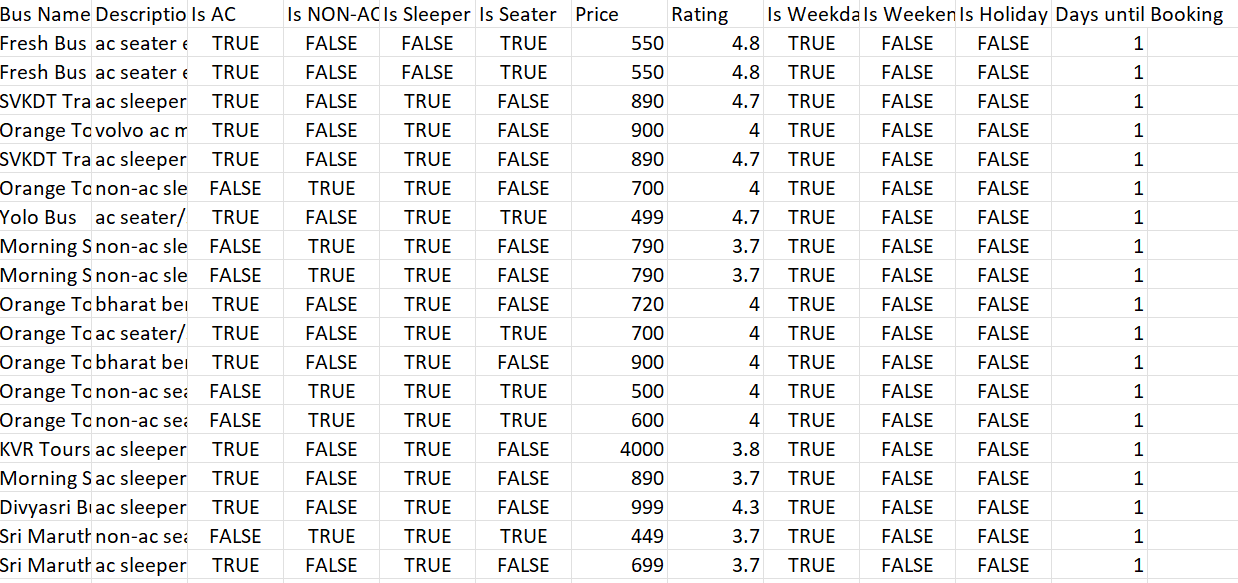 Bus Name Descriptio Is AC Is NON-AC Is Sleeper Is Seater Price Rating Is Weekda Is Weeken Is Holiday Days until Booking
Fresh Bus ac seater e TRUE FALSE FALSE TRUE 550 4.8 TRUE FALSE FALSE 1
Fresh Bus ac seater e TRUE FALSE FALSE TRUE 550 4.8 TRUE FALSE FALSE 1
SVKDT Tra ac sleeper TRUE FALSE TRUE FALSE 890 4.7 TRUE FALSE FALSE 1
Orange To volvo ac m TRUE FALSE TRUE FALSE 900 4 TRUE FALSE FALSE 1
SVKDT Tra ac sleeper TRUE FALSE TRUE FALSE 890 4.7 TRUE FALSE FALSE 1
Orange To non-ac sle FALSE TRUE TRUE FALSE 700 4 TRUE FALSE FALSE 1
Yolo Bus ac seater/ TRUE FALSE TRUE TRUE 499 4.7 TRUE FALSE FALSE 1
Morning S non-ac sle FALSE TRUE TRUE FALSE 790 3.7 TRUE FALSE FALSE 1
Morning S non-ac sle FALSE TRUE TRUE FALSE 790 3.7 TRUE FALSE FALSE 1
Orange To bharat ber TRUE FALSE TRUE FALSE 720 4 TRUE FALSE FALSE 1
Orange To ac seater/ TRUE FALSE TRUE TRUE 700 4 TRUE FALSE FALSE 1
Orange To bharat ber TRUE FALSE TRUE FALSE 900 4 TRUE FALSE FALSE 1
Orange To non-ac sea FALSE TRUE TRUE TRUE 500 4 TRUE FALSE FALSE 1
Orange To non-ac sea FALSE TRUE TRUE TRUE 600 4 TRUE FALSE FALSE 1
KVR Tours ac sleeper TRUE FALSE TRUE FALSE 4000 3.8 TRUE FALSE FALSE 1
Morning S ac sleeper TRUE FALSE TRUE FALSE 890 3.7 TRUE FALSE FALSE 1
Divyasri Bu ac sleeper TRUE FALSE TRUE FALSE 999 4.3 TRUE FALSE FALSE 1
Sri Maruth non-ac sea FALSE TRUE TRUE TRUE 449 3.7 TRUE FALSE FALSE 1
Sri Maruth ac sleeper TRUE FALSE TRUE FALSE 699 3.7 TRUE FALSE FALSE 1